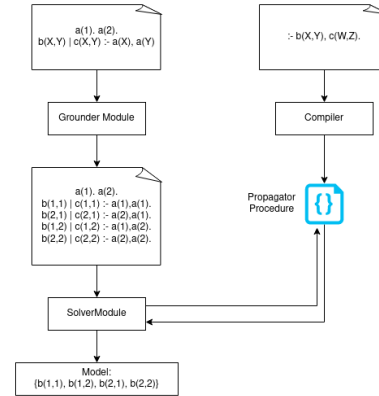 a(1). a(2).
b(X,Y) | c(X,Y) :- a(X), a(Y)
:- b(X,Y), c(W,Z).
Grounder Module
Compiler
a(1). a(2).
b(1,1) | c(1,1) :- a(1),a(1).
b(2,1) | c(2,1) :- a(2),a(1).
b(1,2) | c(1,2) :- a(1),a(2).
b(2,2) | c(2,2) :- a(2),a(2).
Propagator
Procedure
{}
SolverModule
Model:
{b(1,1), b(1,2), b(2,1), b(2,2)}